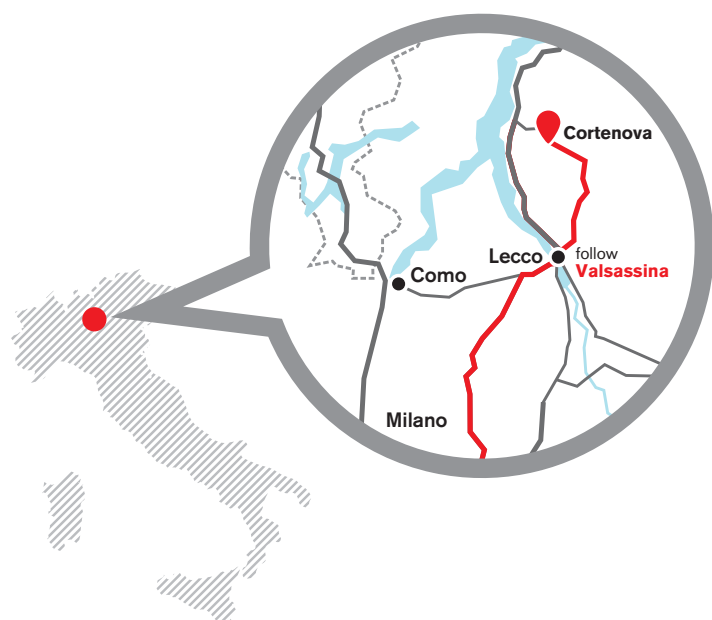 Cortenova
Lecco
follow
Valsassina
Como
Milano